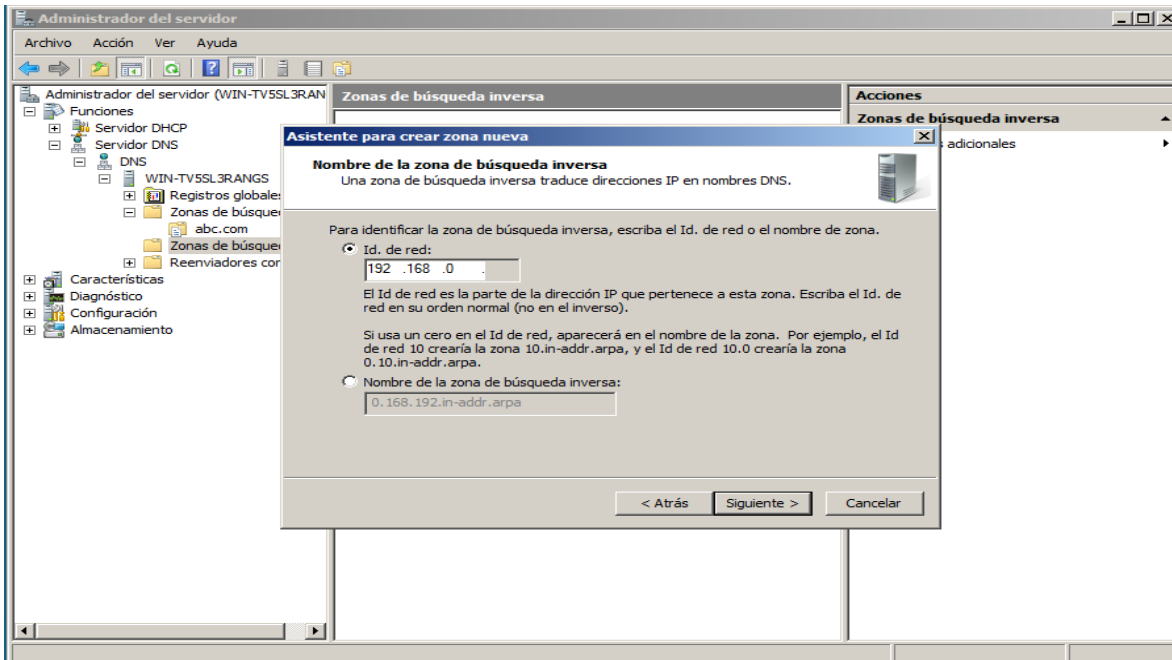 Administrador del servidor
Archivo Acción Ver Ayuda
Administrador del servidor (WIN-TV5SL3RAN
Funciones
Servidor DHCP
Servidor DNS
DNS
WIN-TV5SL3RANGS
Registros globale
Zonas de búsque
abc.com
Zonas de búsque
Reenviadores cor
Características
Diagnóstico
Configuración
Almacenamiento
Zonas de búsqueda inversa
Asistente para crear zona nueva
Nombre de la zona de búsqueda inversa
Una zona de búsqueda inversa traduce direcciones IP en nombres DNS.
Para identificar la zona de búsqueda inversa, escriba el Id. de red o el nombre de zona.
Id. de red:
192 .168 .0 .
El Id de red es la parte de la dirección IP que pertenece a esta zona. Escriba el Id. de
red en su orden normal (no en el inverso).
Si usa un cero en el Id de red, aparecerá en el nombre de la zona. Por ejemplo, el Id
de red 10 crearía la zona 10.in-addr.arpa, y el Id de red 10.0 crearía la zona
0.10.in-addr.arpa.
Nombre de la zona de búsqueda inversa:
0.168.192.in-addr.arpa
< Atrás Siguiente > Cancelar
Acciones
Zonas de búsqueda inversa
s adicionales